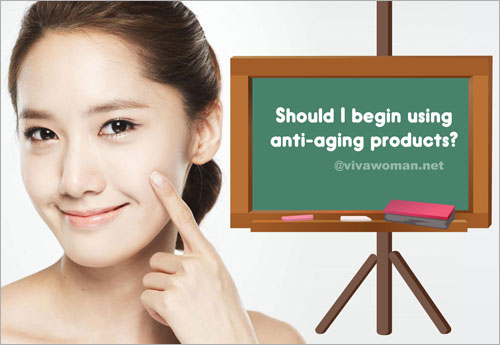 Should I begin using
anti-aging products?
@vivawoman.net